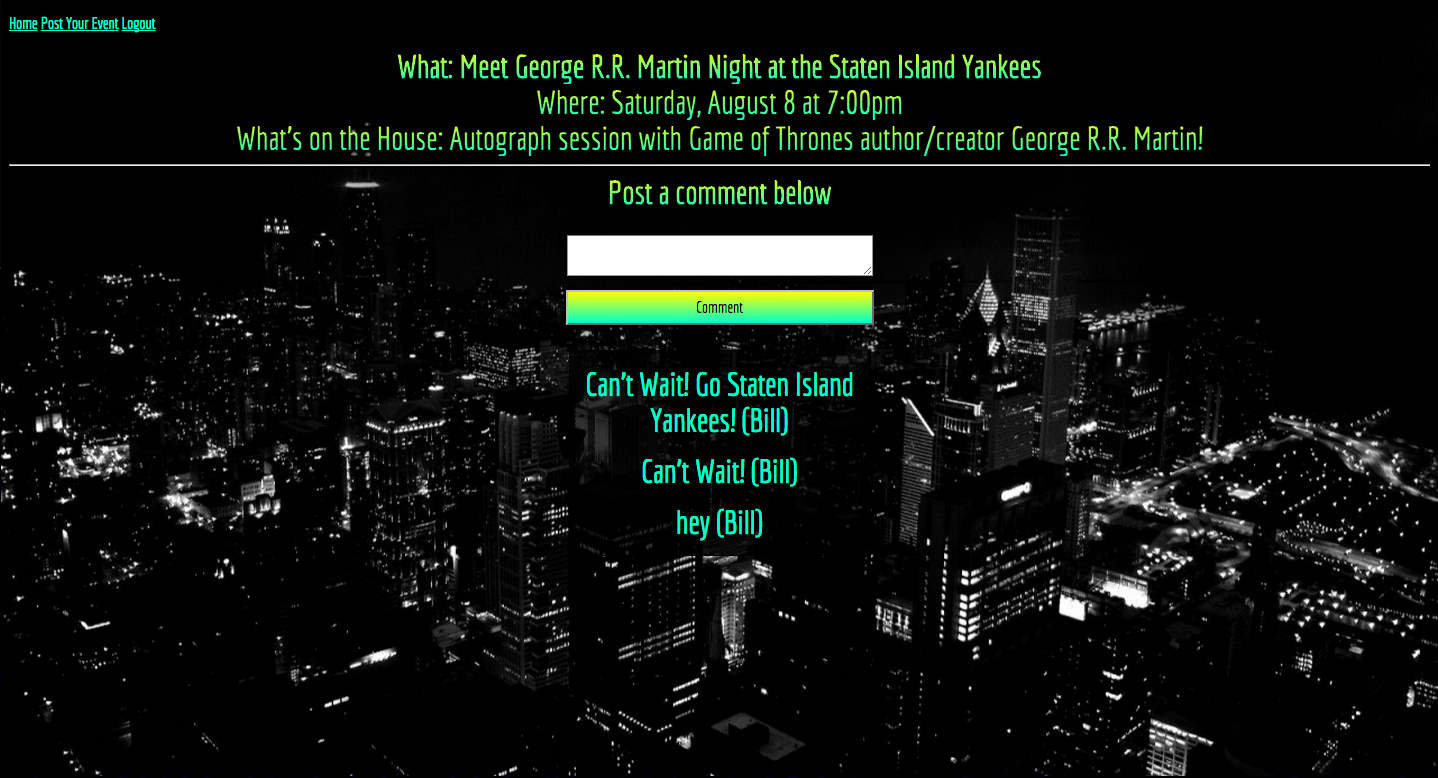 Home Post Your Event Logout
What: Meet George R.R. Martin Night at the Staten Island Yankees
Where: Saturday, August 8 at 7:00pm
What's on the House: Autograph session with Game of Thrones author/creator George R.R. Martin!
Post a comment below
Comment
Can't Wait! Go Staten Island
Yankees! (Bill)
Can't Wait! (Bill)
hey (Bill)